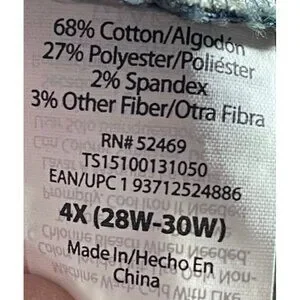 68% Cotton/Algodón
27% Polyester/Poliéster
2% Spandex
3% Other Fiber/Otra Fibra
RN# 52469
TS15100131050
EAN/UPC 1 93712524886
4X (28W-30W)
Made In/Hecho En
China